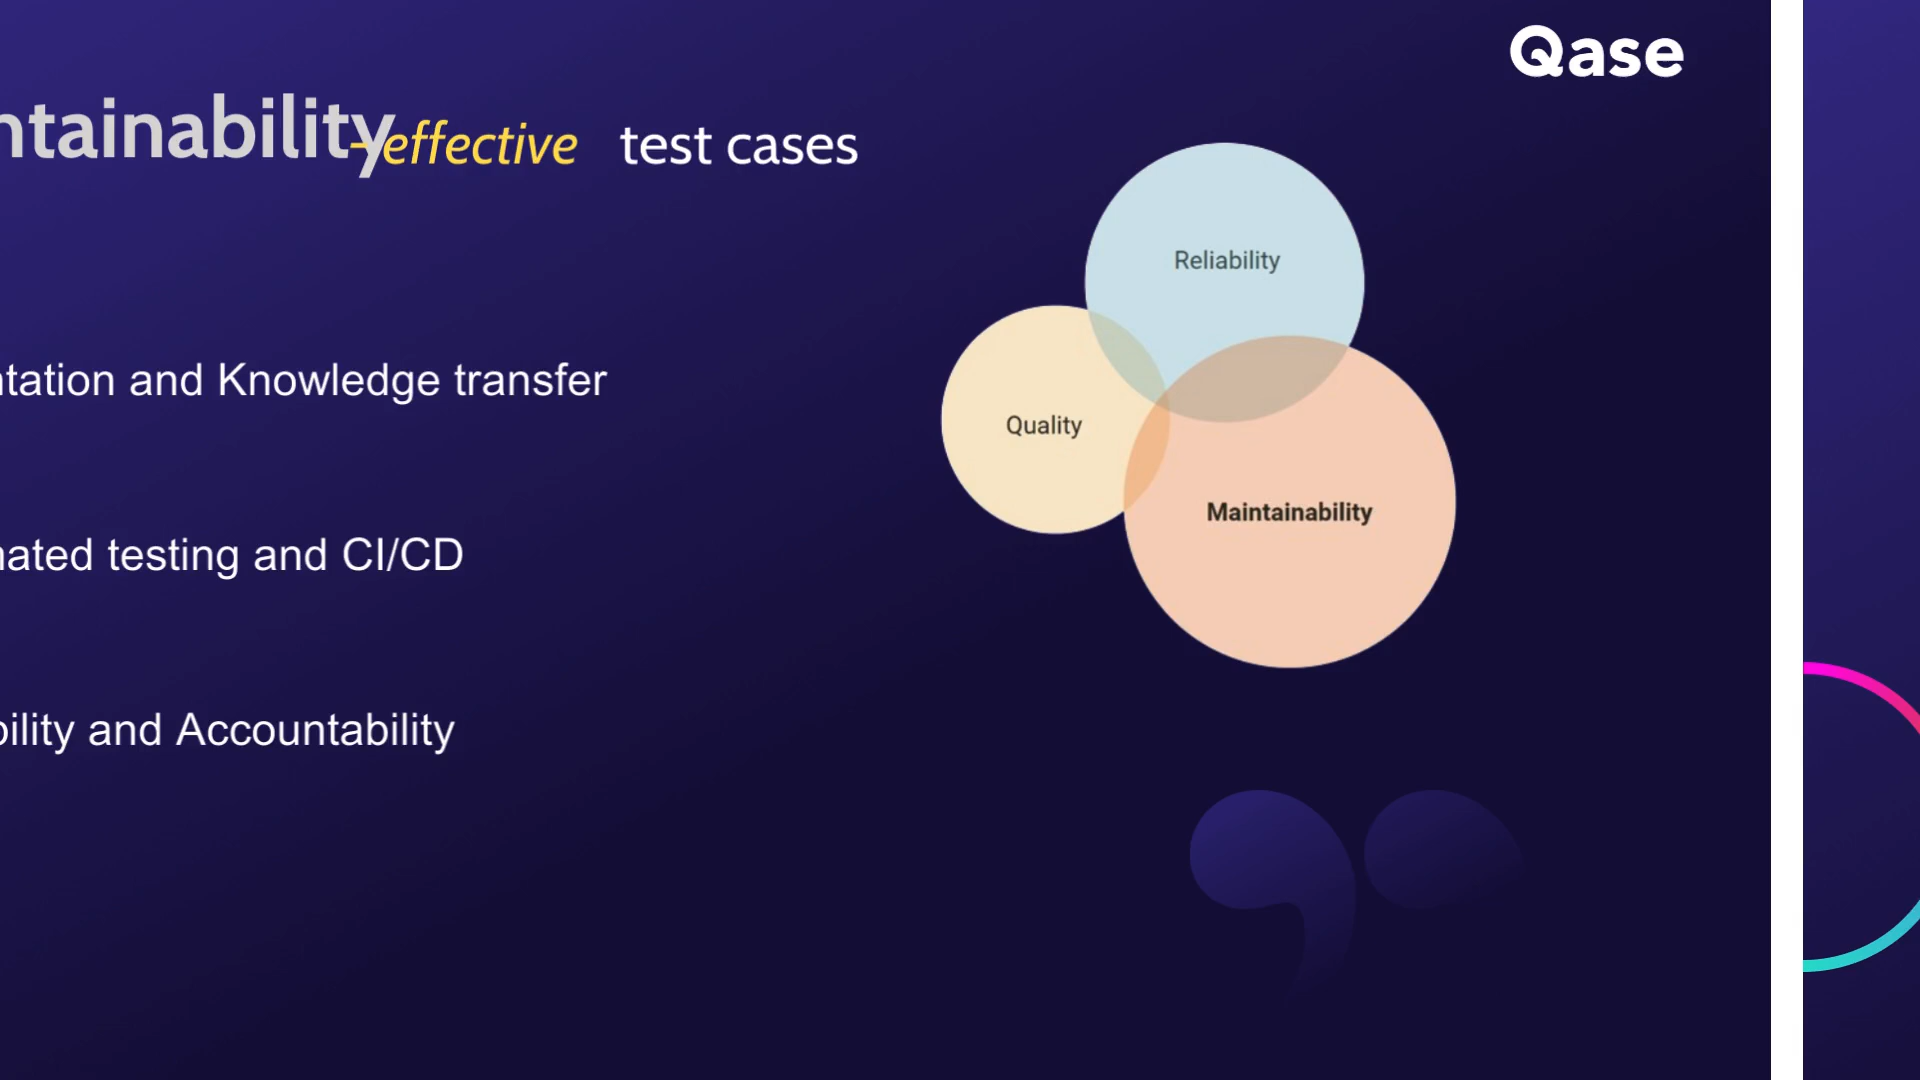 Qase
ntainability
-effective test cases
Reliability
ntation and Knowledge transfer
Quality
Maintainability
nated testing and CI/CD
bility and Accountability